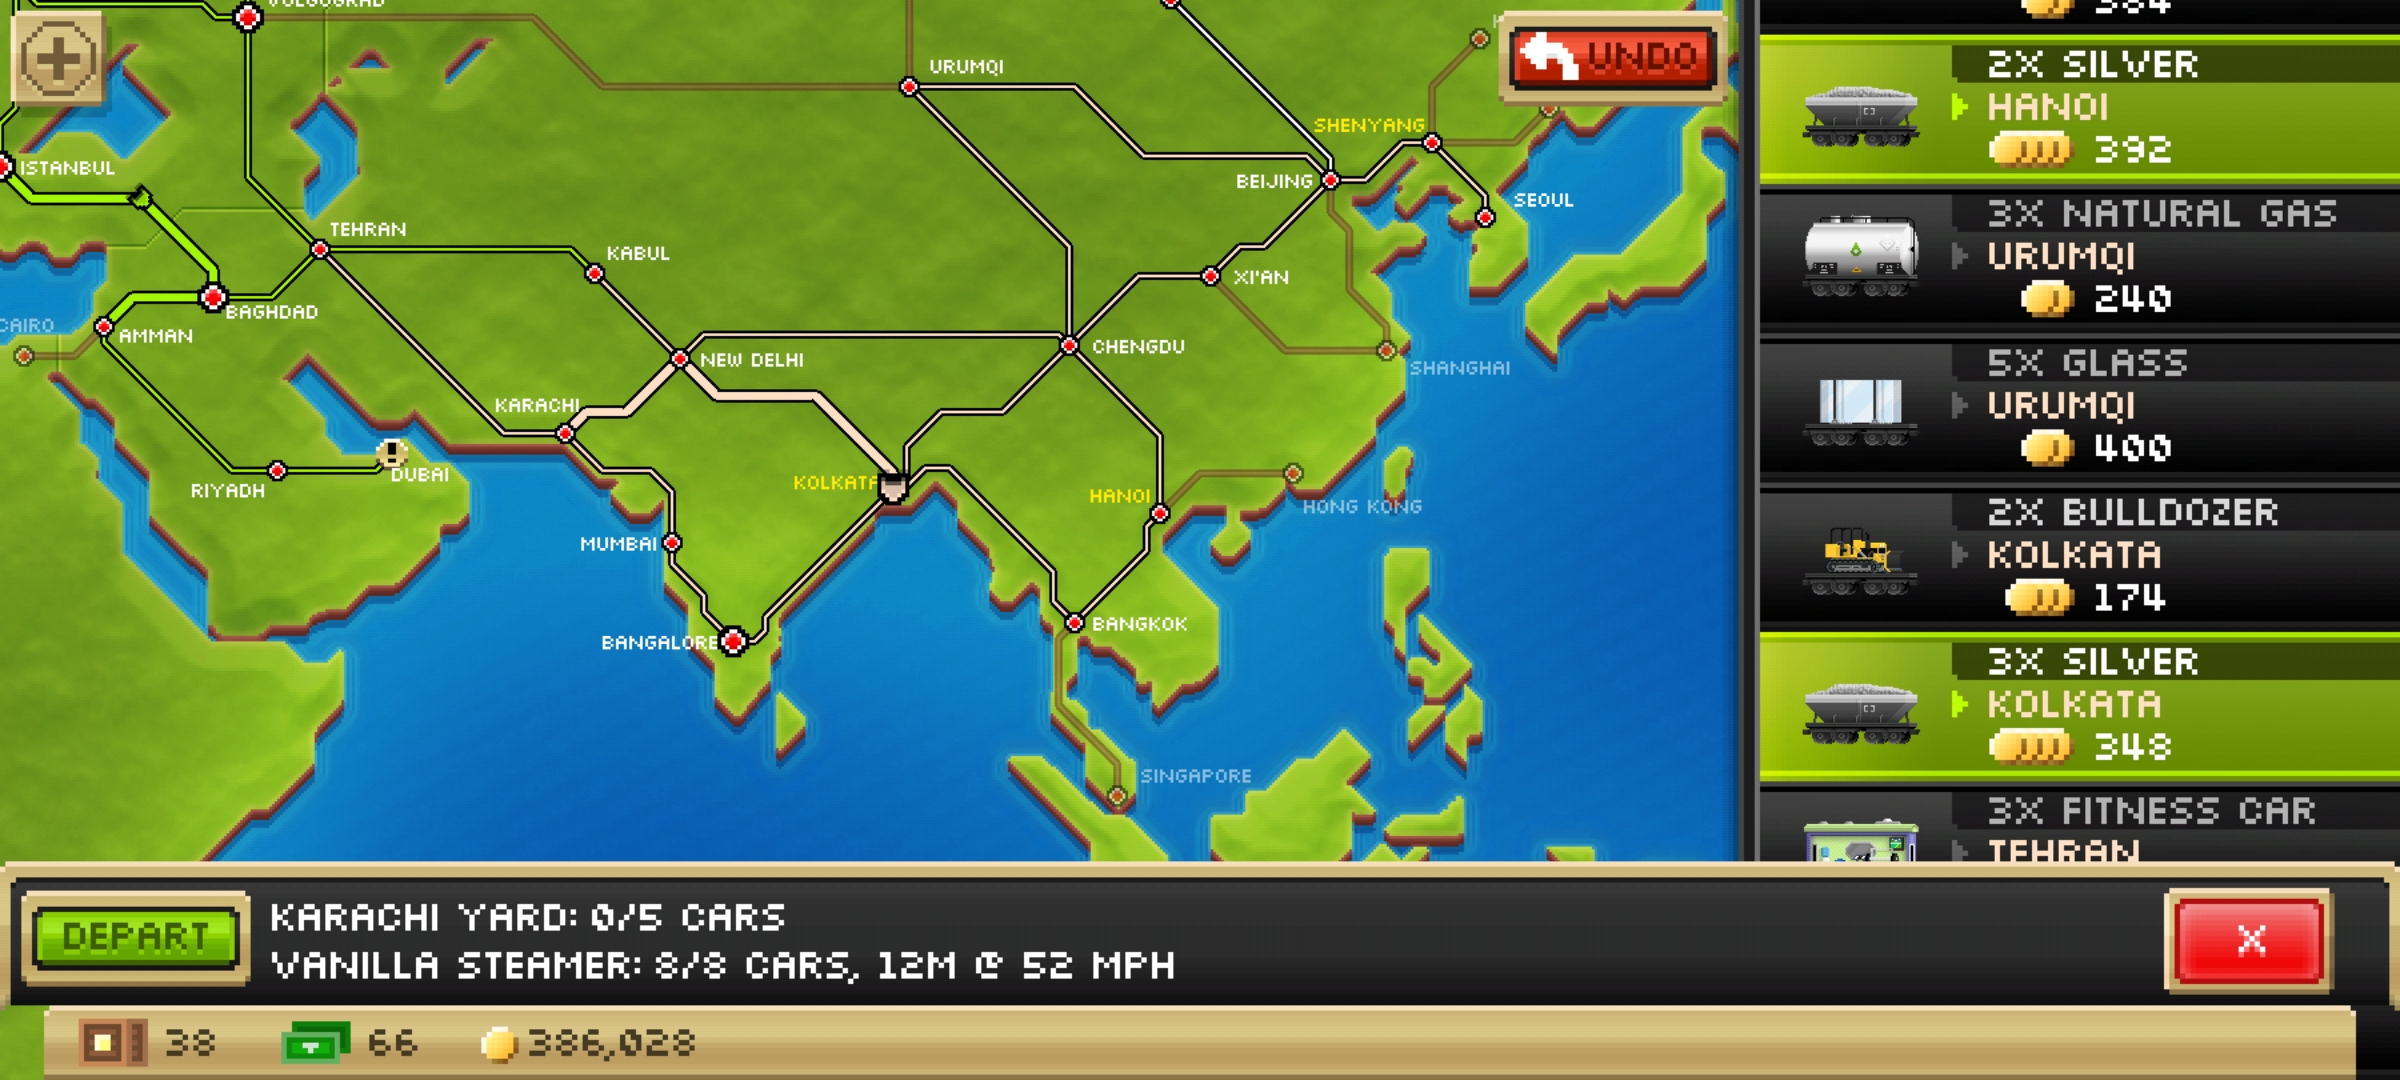 VOLGOGRAD
URUMQI
UNDO
SHENYANG
ISTANBUL
BEIJING
SEOUL
TEHRAN
KABUL
XI'AN
BAGHDAD
CAIRO
AMMAN
NEW DELHI
CHENGDU
SHANGHAI
KARACHI
DUBAI
RIYADH
KOLKATA
HANOI
HONG KONG
MUMBAI
BANGALORE
BANGKOK
SINGAPORE
384
2X SILVER
HANOI
392
3X NATURAL GAS
URUMQI
240
5X GLASS
URUMQI
400
2X BULLDOZER
KOLKATA
174
3X SILVER
KOLKATA
348
3X FITNESS CAR
TEHRAN
DEPART
KARACHI YARD: 0/5 CARS
VANILLA STEAMER: 8/8 CARS, 12M @ 52 MPH
X
38
66
386,028